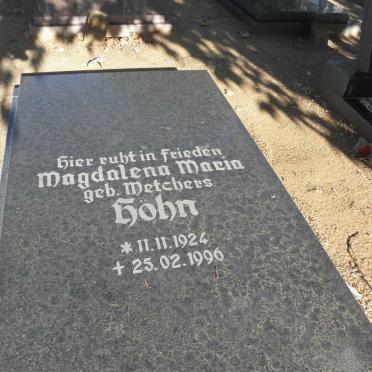 Hier ruht in Frieden
Magdalena Maria
geb. Metchers
Hohn
* 11.11.1924
† 25.02.1996